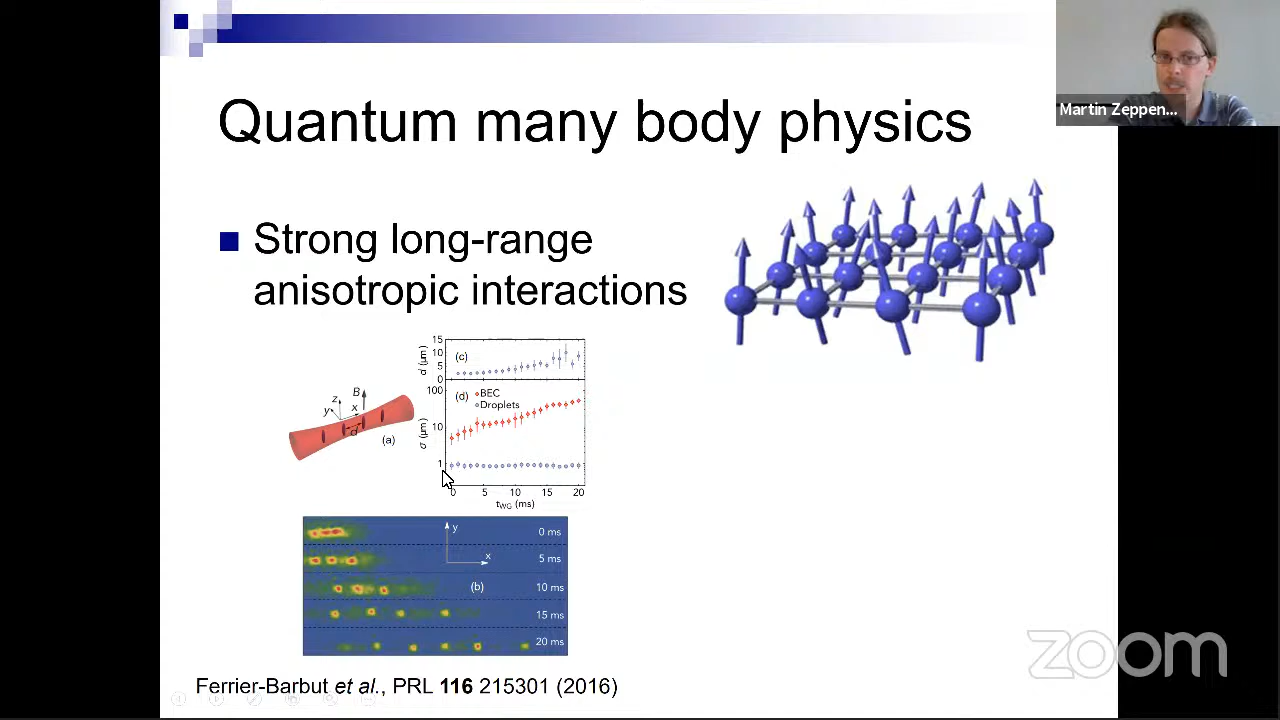 Quantum many body physics
Martin Zeppen...
Strong long-range
anisotropic interactions
15
10
5
0
d (µm)
(c)
100
10
1
σ (µm)
(d)
BEC
Droplets
0 5 10 15 20
tWG (ms)
B
z
x
y
d
(a)
y
x
(b)
0 ms
5 ms
10 ms
15 ms
20 ms
zoom
Ferrier-Barbut et al., PRL 116 215301 (2016)